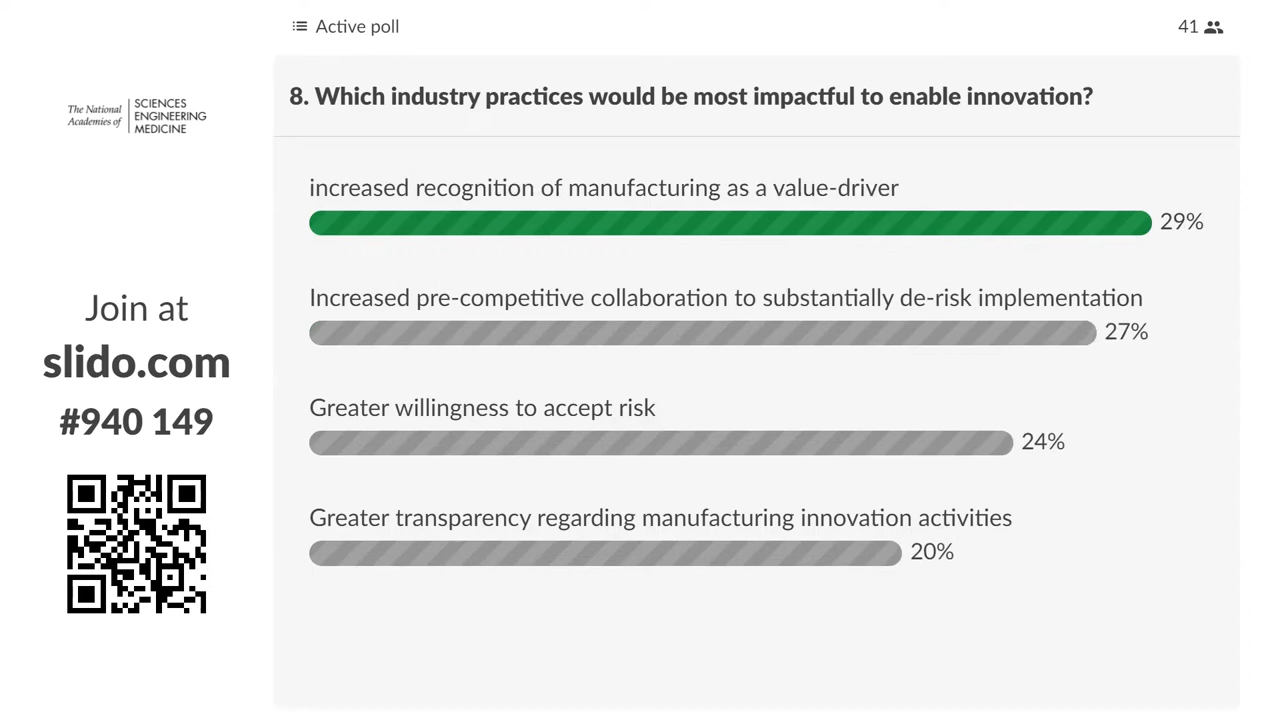 Active poll
41
The National
Academies of
SCIENCES
ENGINEERING
MEDICINE
8. Which industry practices would be most impactful to enable innovation?
increased recognition of manufacturing as a value-driver
29%
Increased pre-competitive collaboration to substantially de-risk implementation
27%
Greater willingness to accept risk
24%
Greater transparency regarding manufacturing innovation activities
20%
Join at
slido.com
#940 149